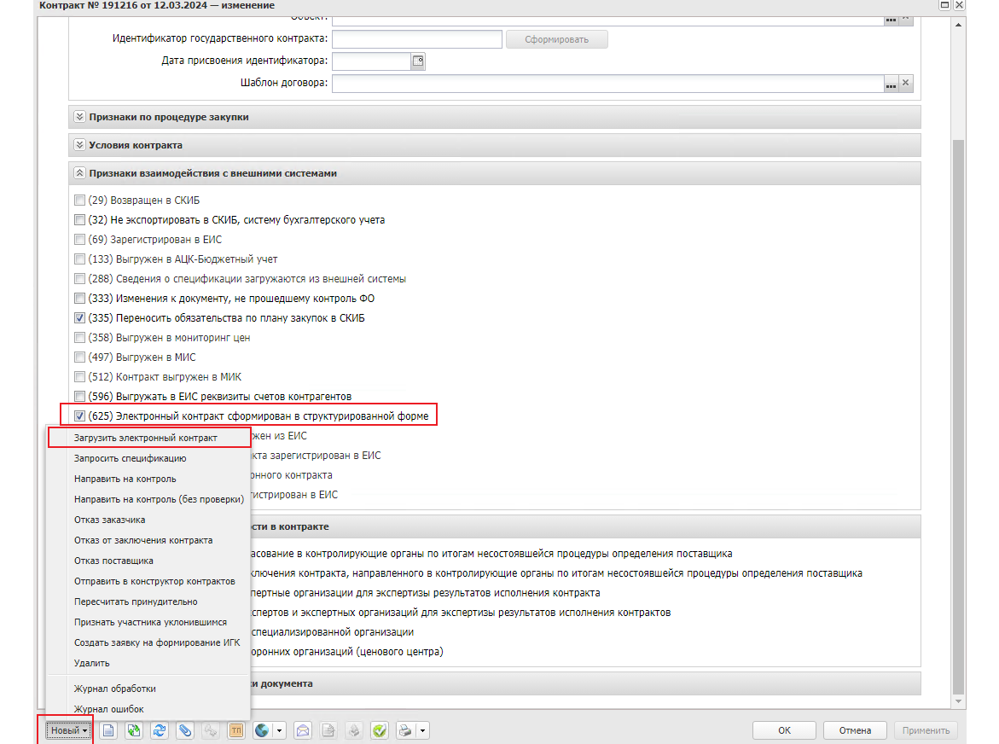 Контракт № 191216 от 12.03.2024 — изменение
Объект:
Идентификатор государственного контракта:
Сформировать
Дата присвоения идентификатора:
Шаблон договора:
Признаки по процедуре закупки
Условия контракта
Признаки взаимодействия с внешними системами
(29) Возвращен в СКИБ
(32) Не экспортировать в СКИБ, систему бухгалтерского учета
(69) Зарегистрирован в ЕИС
(133) Выгружен в АЦК-Бюджетный учет
(288) Сведения о спецификации загружаются из внешней системы
(333) Изменения к документу, не прошедшему контроль ФО
(335) Переносить обязательства по плану закупок в СКИБ
(358) Выгружен в мониторинг цен
(497) Выгружен в МИС
(512) Контракт выгружен в МИК
(596) Выгружать в ЕИС реквизиты счетов контрагентов
(625) Электронный контракт сформирован в структурированной форме
Загрузить электронный контракт
жен из ЕИС
Запросить спецификацию
кта зарегистрирован в ЕИС
Направить на контроль
онного контракта
Направить на контроль (без проверки)
гистрирован в ЕИС
Отказ заказчика
сти в контракте
Отказ от заключения контракта
асование в контролирующие органы по итогам несостоявшейся процедуры определения поставщика
Отказ поставщика
ключения контракта, направленного в контролирующие органы по итогам несостоявшейся процедуры определения поставщика
Отправить в конструктор контрактов
пертные организации для экспертизы результатов исполнения контракта
Пересчитать принудительно
спертов и экспертных организаций для экспертизы результатов исполнения контрактов
Признать участника уклонившимся
специализированной организации
Создать заявку на формирование ИГК
оронних организаций (ценового центра)
Удалить
и документа
Журнал обработки
Журнал ошибок
Новый
ТП
ОК
Отмена
Применить